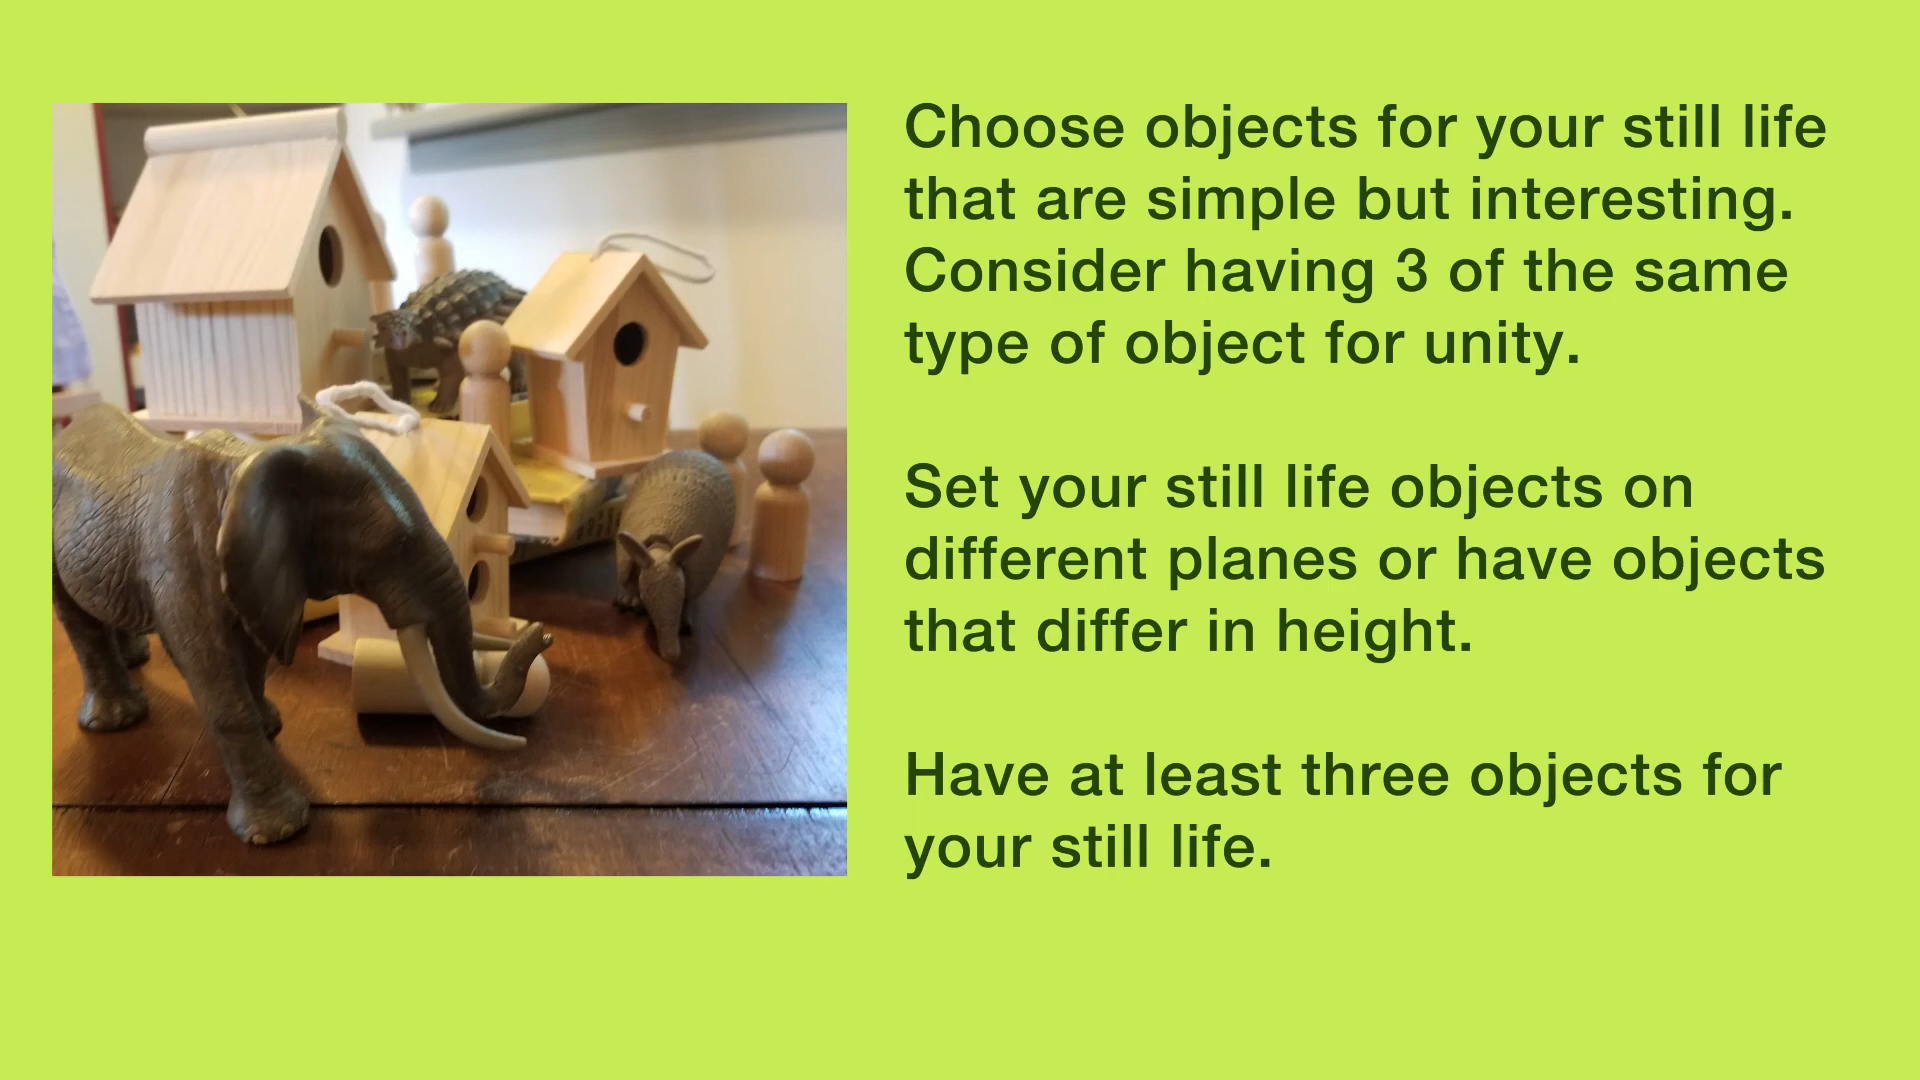 Choose objects for your still life
that are simple but interesting.
Consider having 3 of the same
type of object for unity.
Set your still life objects on
different planes or have objects
that differ in height.
Have at least three objects for
your still life.